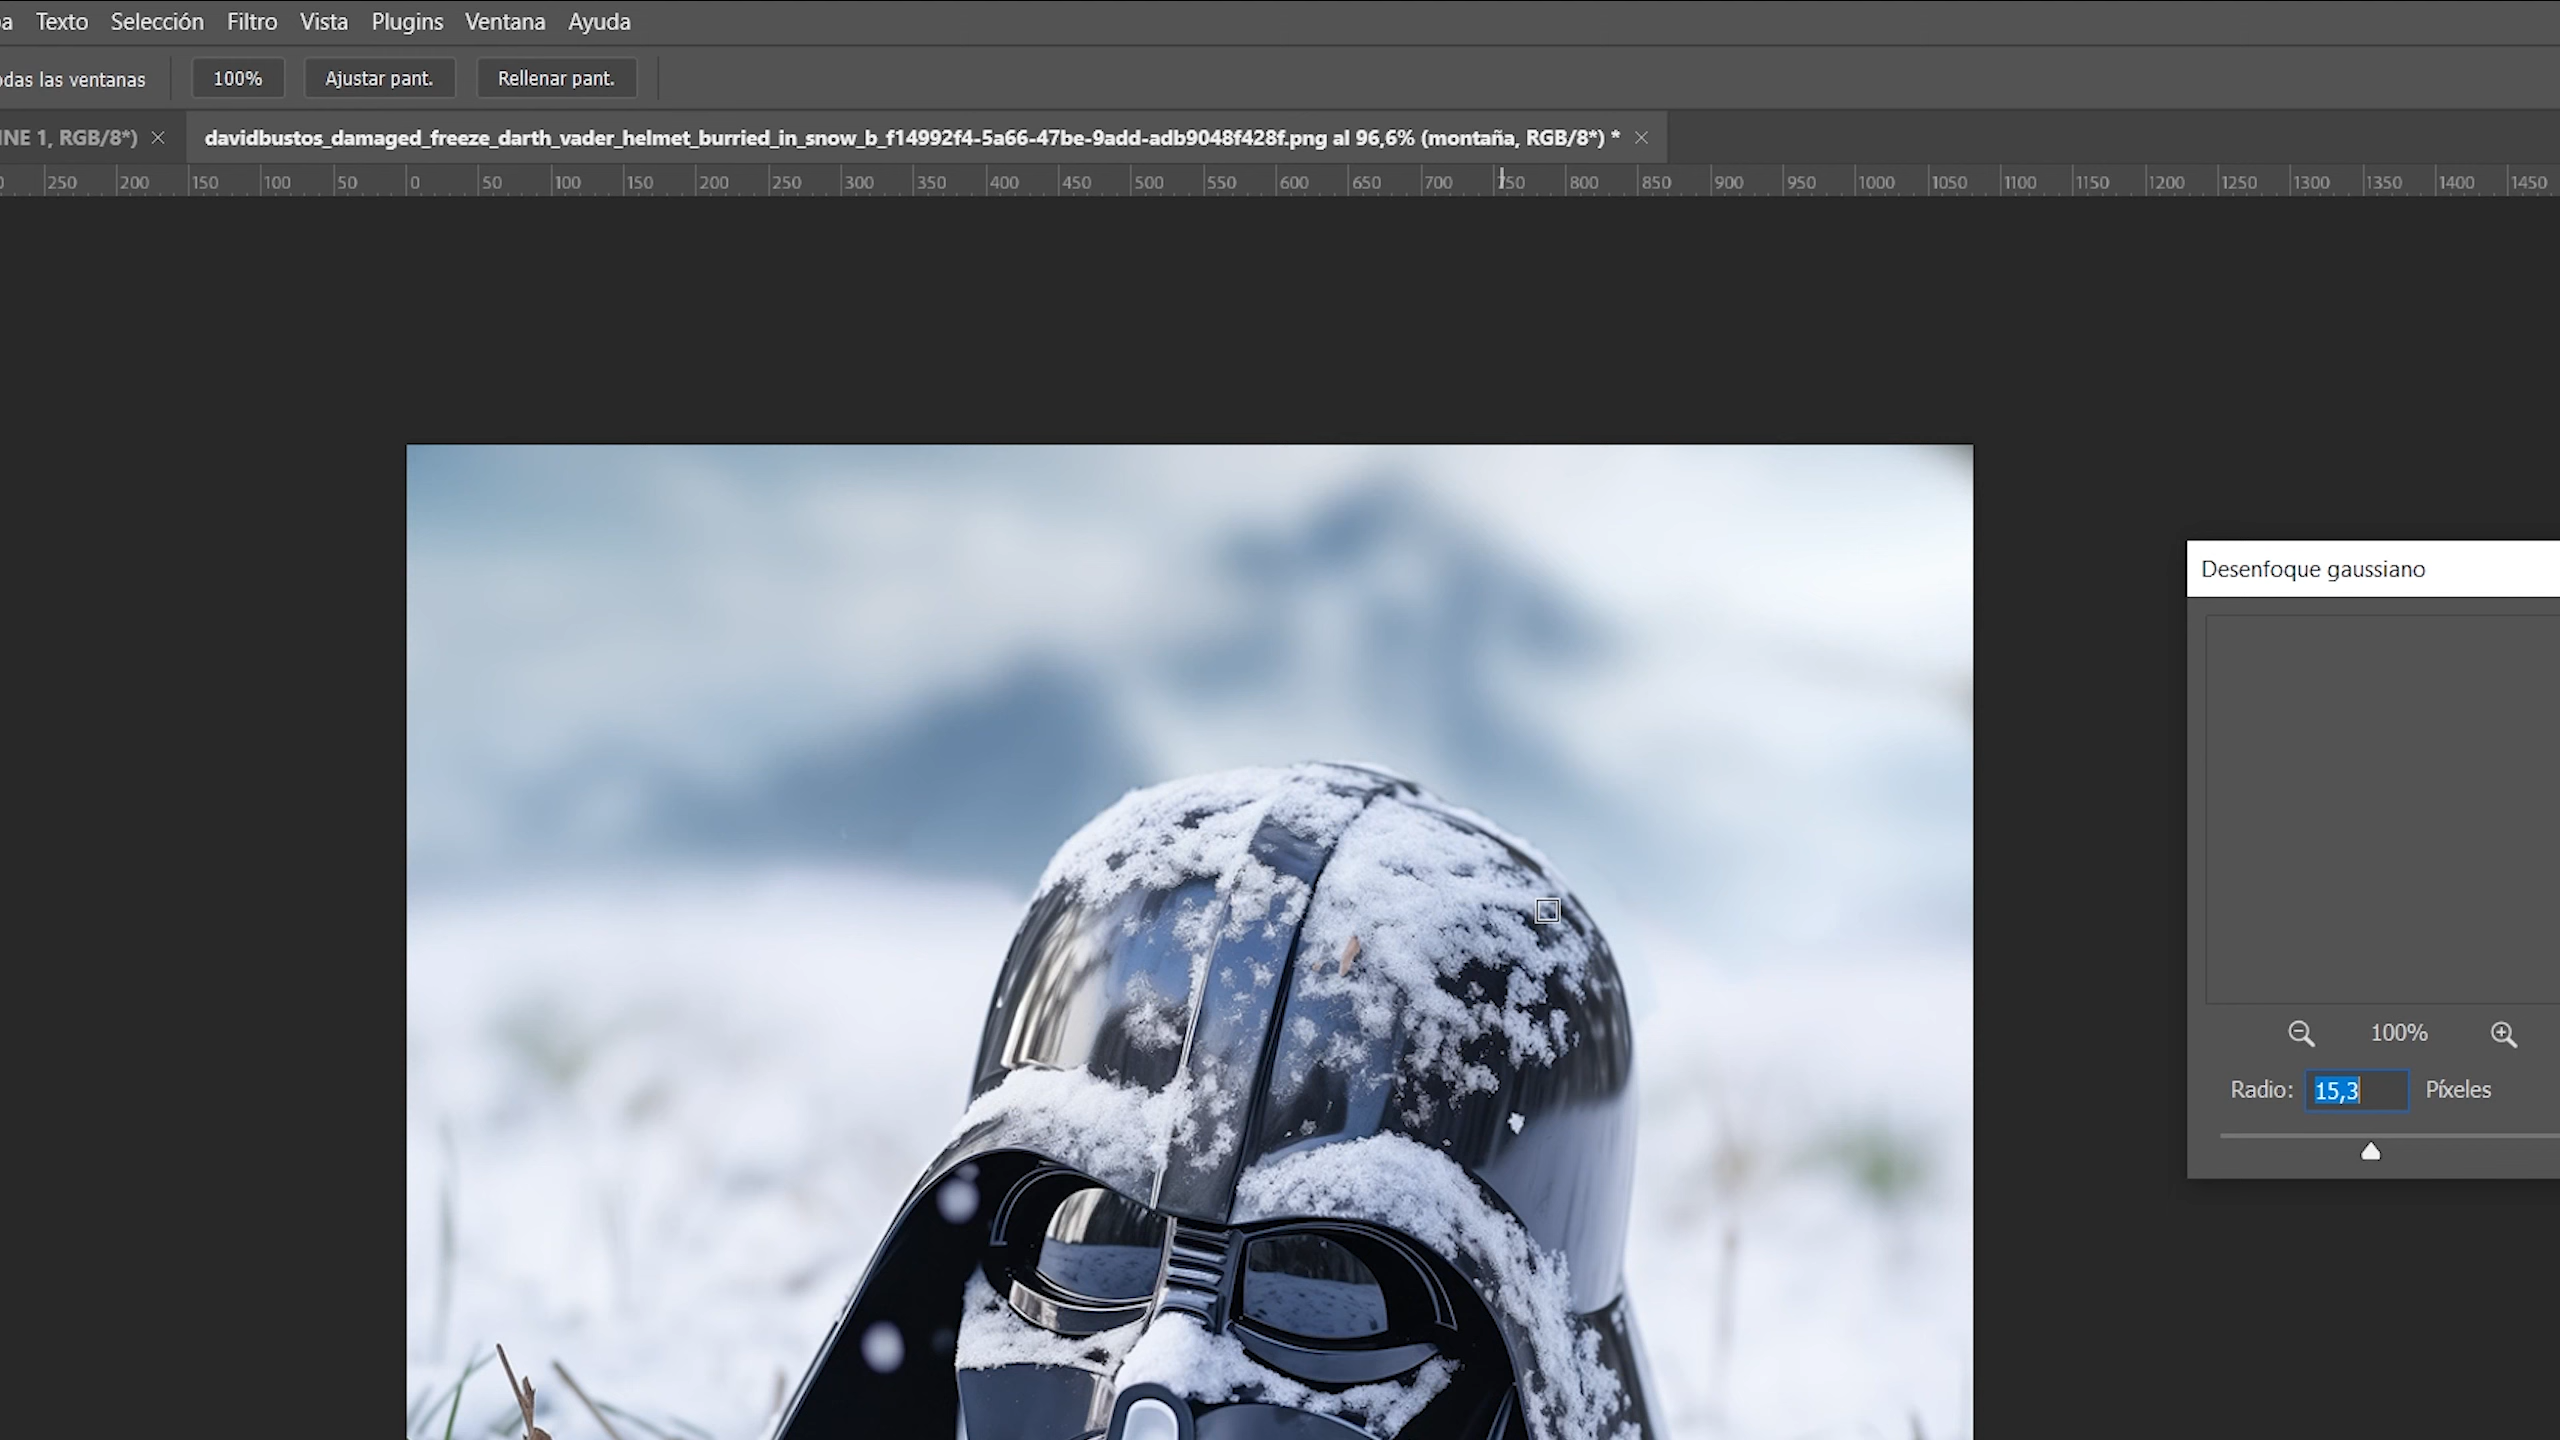 a Texto Selección Filtro Vista Plugins Ventana Ayuda
odas las ventanas 100% Ajustar pant. Rellenar pant.
INE 1, RGB/8*) davidbustos_damaged_freeze_darth_vader_helmet_burried_in_snow_b_f14992f4-5a66-47be-9add-adb9048f428f.png al 96,6% (montaña, RGB/8*) *
0 250 200 150 100 50 0 50 100 150 200 250 300 350 400 450 500 550 600 650 700 750 800 850 900 950 1000 1050 1100 1150 1200 1250 1300 1350 1400 1450
Desenfoque gaussiano
100%
Radio: 15,3 Píxeles